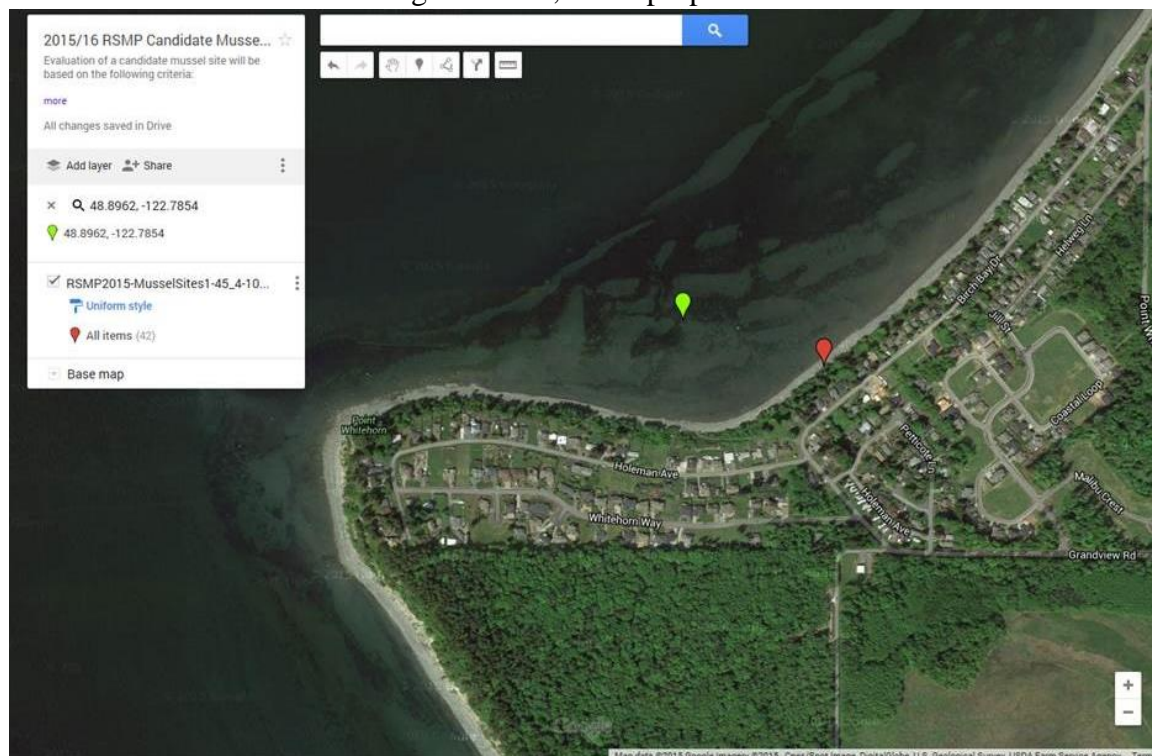 2015/16 RSMP Candidate Musse...
Evaluation of a candidate mussel site will be
based on the following criteria:
more
All changes saved in Drive
Add layer
Share
48.8962, -122.7854
48.8962, -122.7854
RSMP2015-MusselSites1-45_4-10...
Uniform style
All items (42)
Base map
Point
Whitehorn
Holeman Ave
Whitehorn Way
Birch Bay Dr
Helweg Ln
Jill St
Coastal Loop
Petticote Ln
Holeman Ave
Malibu Crest
Grandview Rd
Point
Google
Map data ©2015 Google Imagery ©2015, Cnes/Spot Image, DigitalGlobe, U.S. Geological Survey, USDA Farm Service Agency